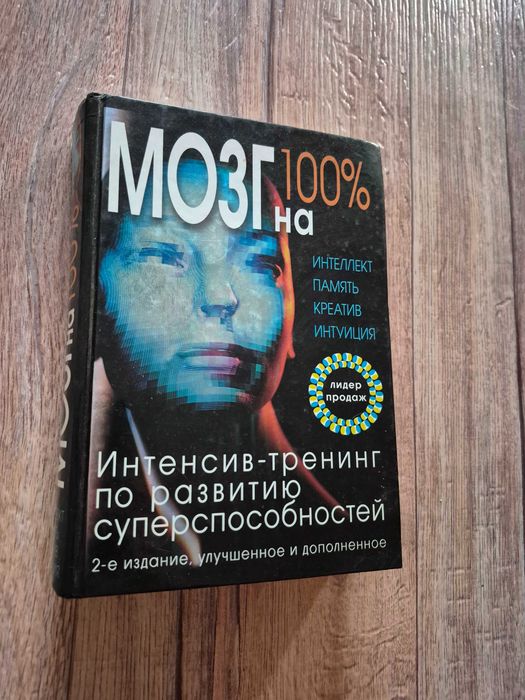 МОЗГ на 100%
ИНТЕЛЛЕКТ
ПАМЯТЬ
КРЕАТИВ
ИНТУИЦИЯ
лидер
продаж
Интенсив-тренинг
по развитию
суперспособностей
2-е издание, улучшенное и дополненное